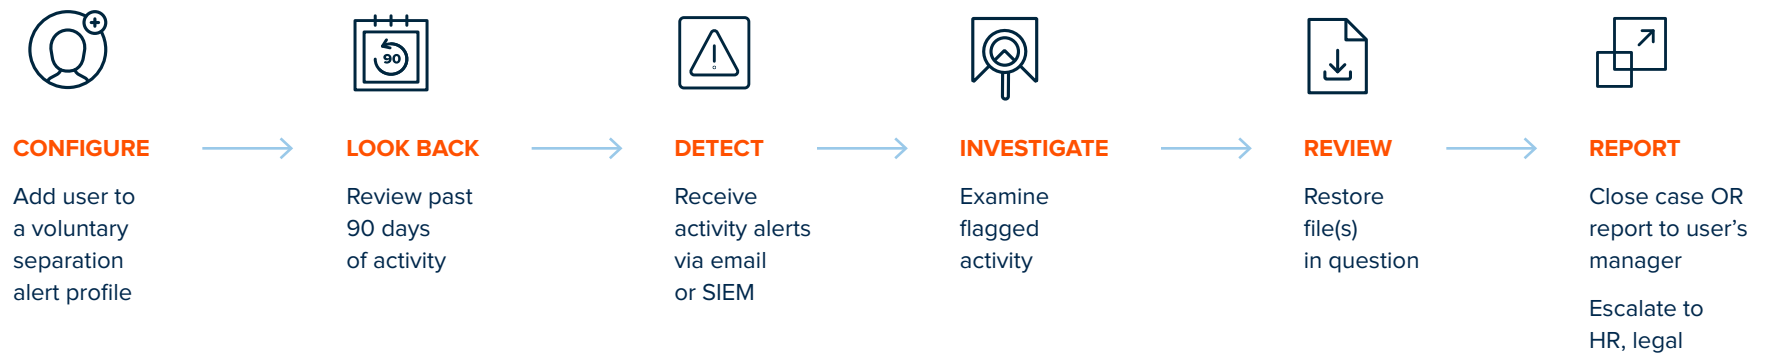 90
CONFIGURE
Add user to
a voluntary
separation
alert profile
LOOK BACK
Review past
90 days
of activity
DETECT
Receive
activity alerts
via email
or SIEM
INVESTIGATE
Examine
flagged
activity
REVIEW
Restore
file(s)
in question
REPORT
Close case OR
report to user’s
manager
Escalate to
HR, legal